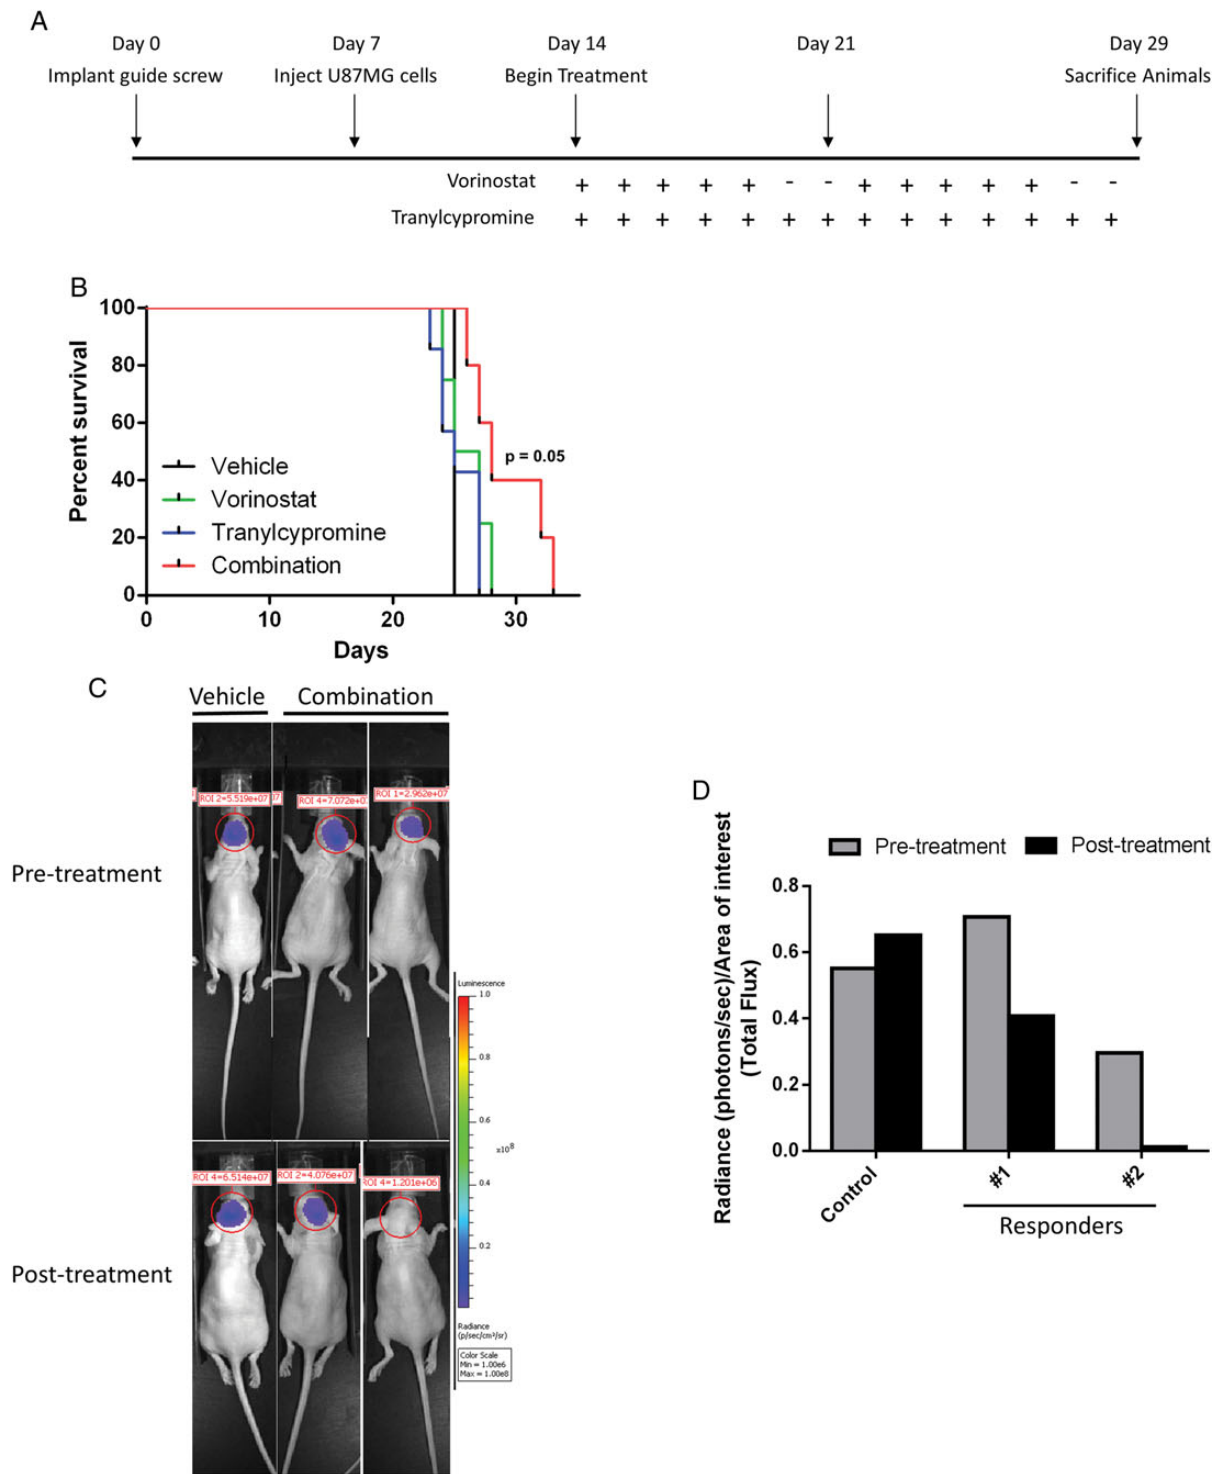 A
Day 0 Day 7 Day 14 Day 21 Day 29
Implant guide screw Inject U87MG cells Begin Treatment Sacrifice Animals
Vorinostat + + + + + - - + + + + + - -
Tranylcypromine + + + + + + + + + + + + + +
B
Percent survival
100
80
60
40
20
0
p = 0.05
Vehicle
Vorinostat
Tranylcypromine
Combination
0 10 20 30
Days
C
Vehicle Combination
ROI 2=5.519e+07 ROI 4=7.072e+0 ROI 1=2.962e+07
Pre-treatment
ROI 4=6.514e+07 ROI 2=4.076e+07 ROI 4=1.201e+06
Post-treatment
Luminescence
1.0
0.8
0.6
x10⁸
0.4
0.2
Radiance
(p/sec/cm²/sr)
Color Scale
Min = 1.00e6
Max = 1.00e8
D
Pre-treatment Post-treatment
Radiance (photons/sec)/Area of interest
(Total Flux)
0.8
0.6
0.4
0.2
0.0
Control #1 #2
Responders